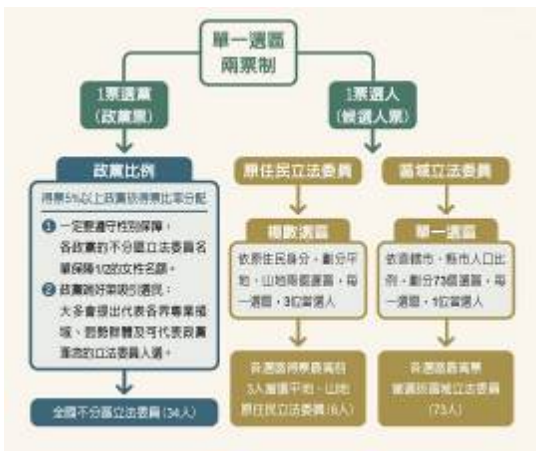 單一選區
兩票制
1票選黨
(政黨票)
1票選人
(候選人票)
政黨比例
得票5%以上政黨依得票比率分配
1 一定要遵守性別保障，
各政黨的不分區立法委員名
單保障1/2的女性名額。
2 政黨端好菜吸引選民：
大多會提出代表各界專業領
域、弱勢群體及可代表政黨
理念的立法委員人選。
全國不分區立法委員(34人)
原住民立法委員
複數選區
依原住民身分，劃分平
地、山地兩個選區，每
一選區，3位當選人
各選區得票最高前
3人當選平地、山地
原住民立法委員(6人)
區域立法委員
單一選區
依直轄市、縣市人口比
例，劃分73個選區，每
一選區，1位當選人
各選區最高票
當選該區域立法委員
(73人)